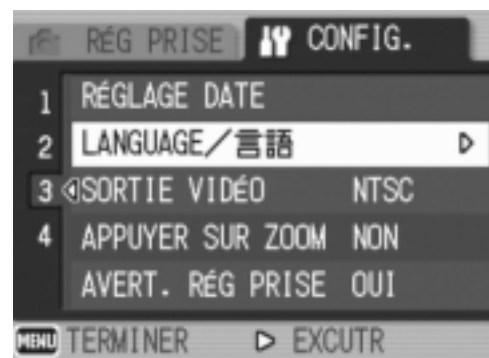 RÉG PRISE CONFIG.
1 RÉGLAGE DATE
2 LANGUAGE/言語
3 SORTIE VIDÉO NTSC
4 APPUYER SUR ZOOM NON
AVERT. RÉG PRISE OUI
MENU TERMINER EXCUTR